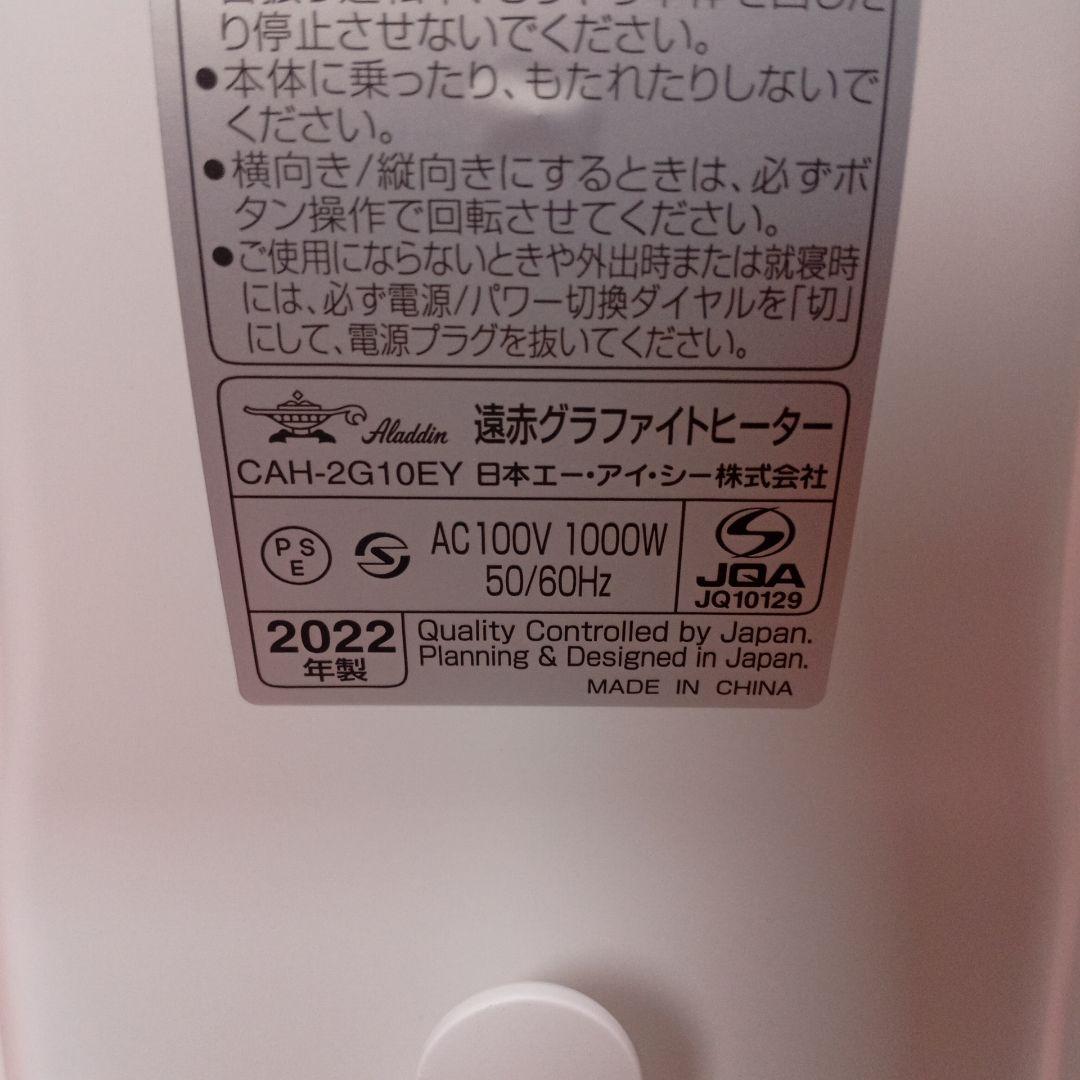 り停止させないでください。
●本体に乗ったり、もたれたりしないで
ください。
●横向き/縦向きにするときは、必ずボ
タン操作で回転させてください。
●ご使用にならないときや外出時または就寝時
には、必ず電源/パワー切換ダイヤルを「切」
にして、電源プラグを抜いてください。
Aladdin 遠赤グラファイトヒーター
CAH-2G10EY 日本エー・アイ・シー株式会社
PSE AC100V 1000W
50/60Hz
JQA
JQ10129
2022
年製
Quality Controlled by Japan.
Planning & Designed in Japan.
MADE IN CHINA